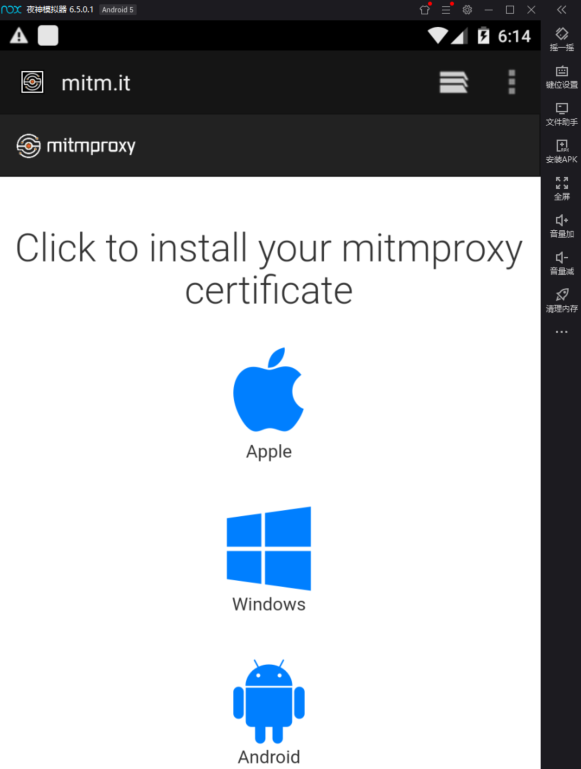 nox 夜神模拟器 6.5.0.1 Android 5
6:14
mitm.it
mitmproxy
Click to install your mitmproxy
certificate
Apple
Windows
Android
摇一摇
键位设置
文件助手
安装APK
全屏
音量加
音量减
清理内存